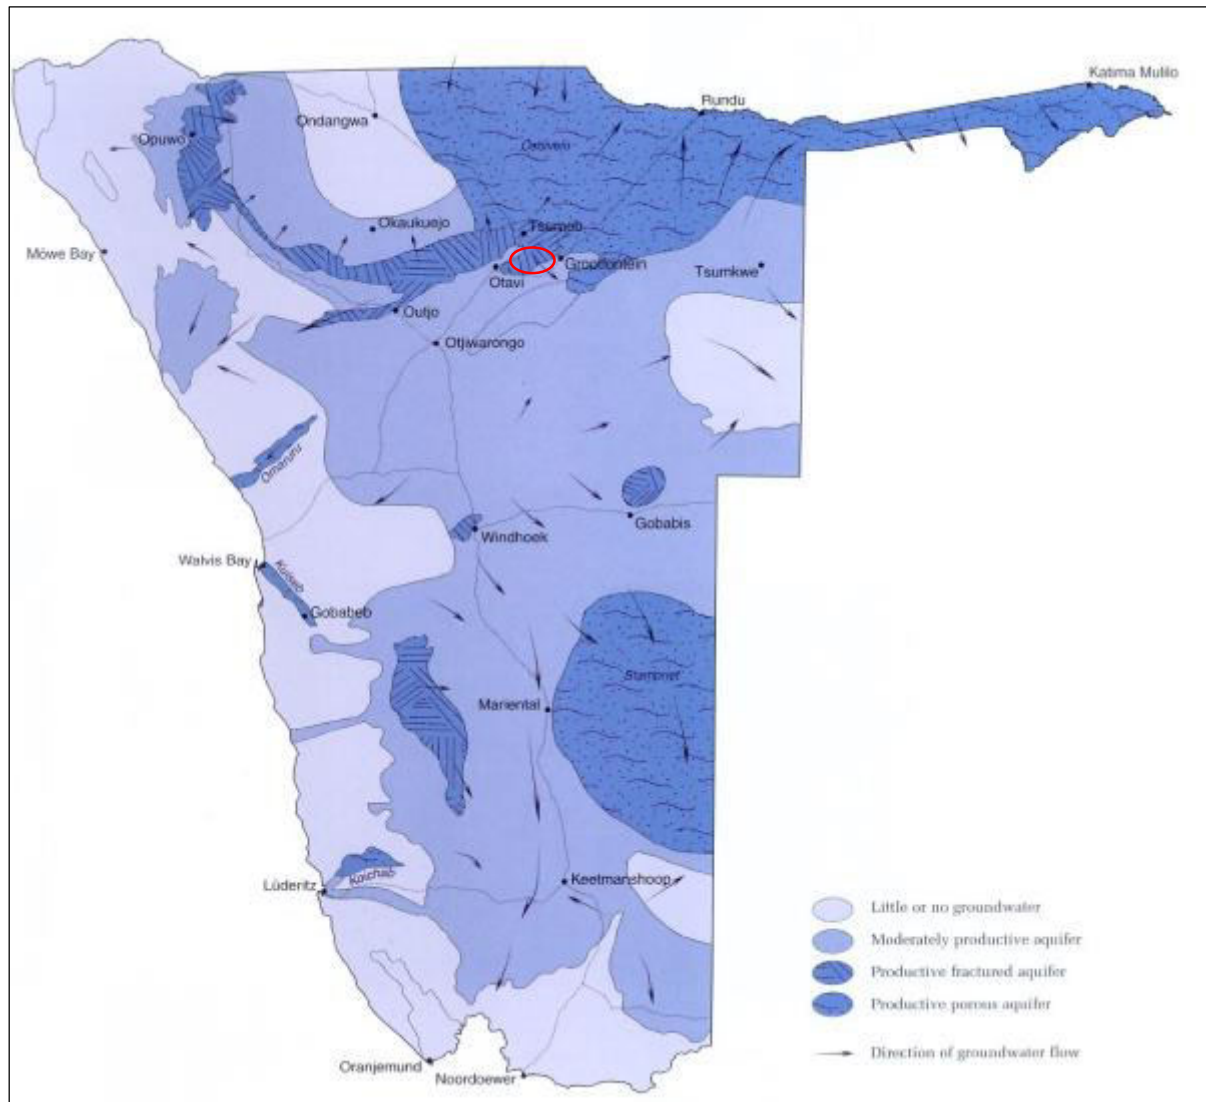 Katima Mulilo
Rundu
Ondangwa
Opuwo
Oshivelo
Okaukuejo
Tsumeb
Möwe Bay
Grootfontein
Tsumkwe
Otavi
Outjo
Otjiwarongo
Omaruru
Gobabis
Windhoek
Walvis Bay
Kuiseb
Gobabeb
Stampriet
Mariental
Koichab
Lüderitz
Keetmanshoop
Little or no groundwater
Moderately productive aquifer
Productive fractured aquifer
Productive porous aquifer
Direction of groundwater flow
Oranjemund
Noordoewer